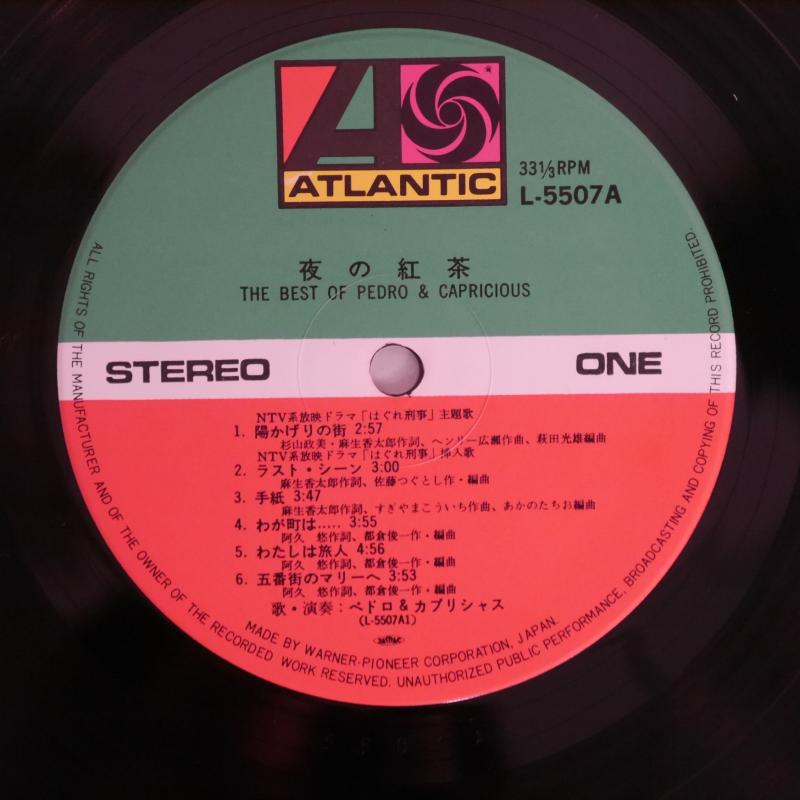 ATLANTIC
33 1/3 RPM
L-5507A
夜の紅茶
THE BEST OF PEDRO & CAPRICIOUS
STEREO
ONE
NTV系放映ドラマ「はぐれ刑事」主題歌
1. 陽かげりの街 2:57
杉山政美・麻生香太郎作詞、ヘンリー広瀬作曲、萩田光雄編曲
NTV系放映ドラマ「はぐれ刑事」挿入歌
2. ラスト・シーン 3:00
麻生香太郎作詞、佐藤つぐとし作・編曲
3. 手紙 3:47
麻生香太郎作詞、すぎやまこういち作曲、あかのたちお編曲
4. わが町は..... 3:55
阿久 悠作詞、都倉俊一作・編曲
5. わたしは旅人 4:56
阿久 悠作詞、都倉俊一作・編曲
6. 五番街のマリーへ 3:53
阿久 悠作詞、都倉俊一作・編曲
歌・演奏：ペドロ&カプリシャス
(L-5507A1)
MADE BY WARNER-PIONEER CORPORATION, JAPAN.
ALL RIGHTS OF THE MANUFACTURER AND OF THE OWNER OF THE RECORDED WORK RESERVED. UNAUTHORIZED PUBLIC PERFORMANCE, BROADCASTING AND COPYING OF THIS RECORD PROHIBITED.